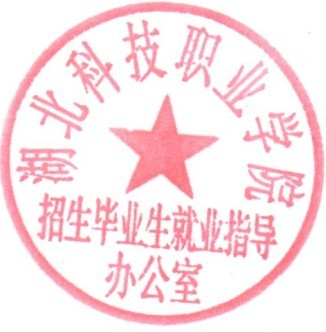 湖北科技职业学院
招生毕业生就业指导
办公室